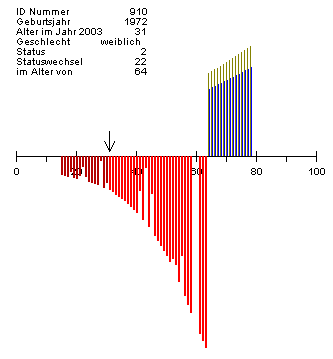 ID Nummer 910
Geburtsjahr 1972
Alter im Jahr 2003 31
Geschlecht weiblich
Status 2
Statuswechsel 22
im Alter von 64
0 20 40 60 80 100